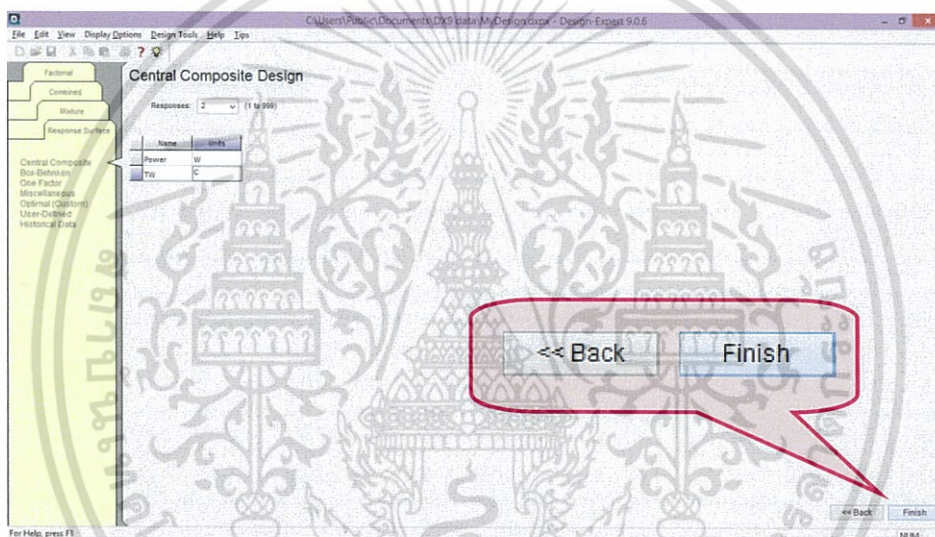 C:\Users\Public\Documents\DX9 data\MyDesign.dxpx - Design-Expert 9.0.6
File Edit View Display Options Design Tools Help Tips
Factorial
Combined
Mixture
Response Surface
Central Composite
Box-Behnken
One Factor
Miscellaneous
Optimal (Custom)
User-Defined
Historical Data
Central Composite Design
Responses: 2 (1 to 999)
Name Units
Power W
TW C
<< Back Finish
<< Back Finish
For Help, press F1 NUM